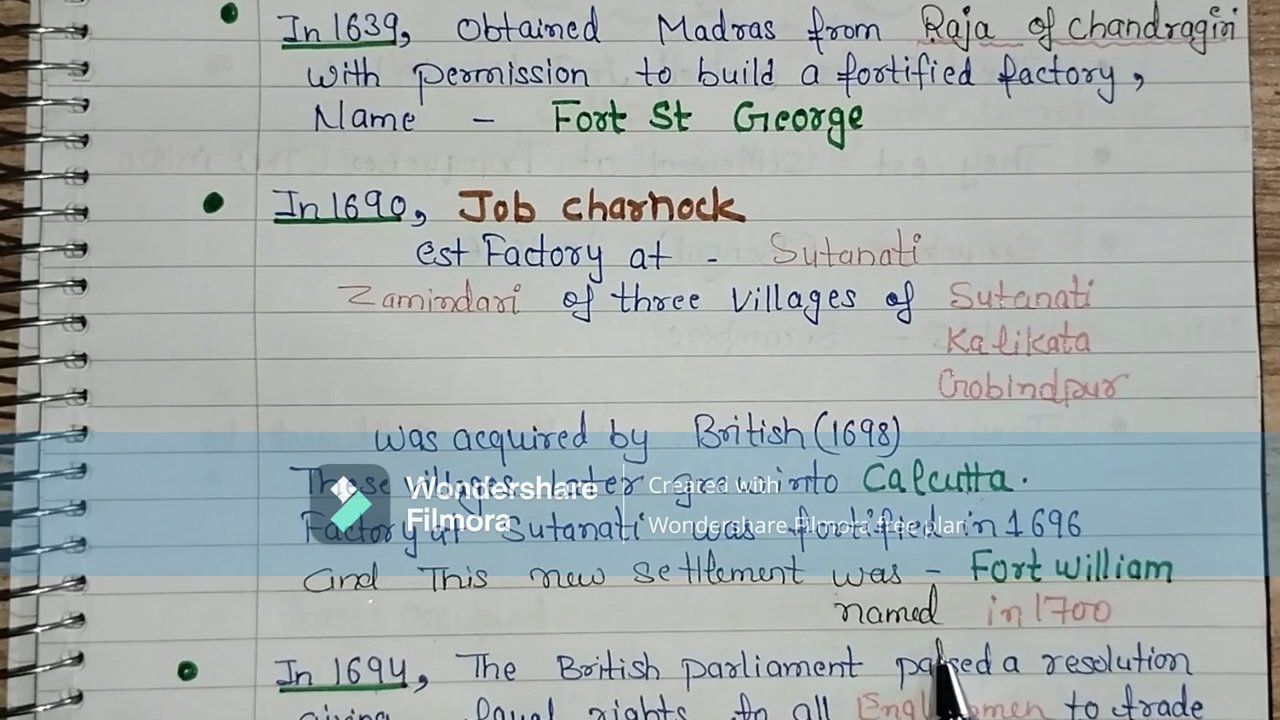 In 1639, Obtained Madras from Raja of Chandragiri
with permission to build a fortified factory,
Name - Fort St George
In 1690, Job charnock
est Factory at - Sutanati
Zamindari of three villages of Sutanati
Kalikata
Gobindpur
was acquired by British (1698)
These villages later grew into Calcutta.
Factory at Sutanati was fortified in 1696
and This new settlement was - Fort william
named in 1700
In 1694, The British parliament passed a resolution
giving Equal rights to all Englishmen to trade
Wondershare
Filmora
Created with
Wondershare Filmora free plan